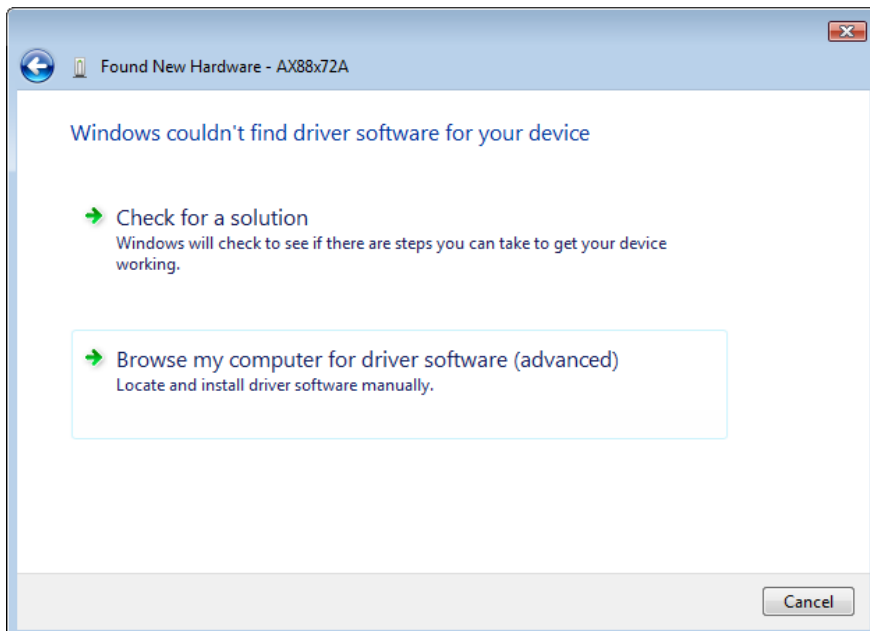 Found New Hardware - AX88x72A
Windows couldn't find driver software for your device
Check for a solution
Windows will check to see if there are steps you can take to get your device
working.
Browse my computer for driver software (advanced)
Locate and install driver software manually.
Cancel